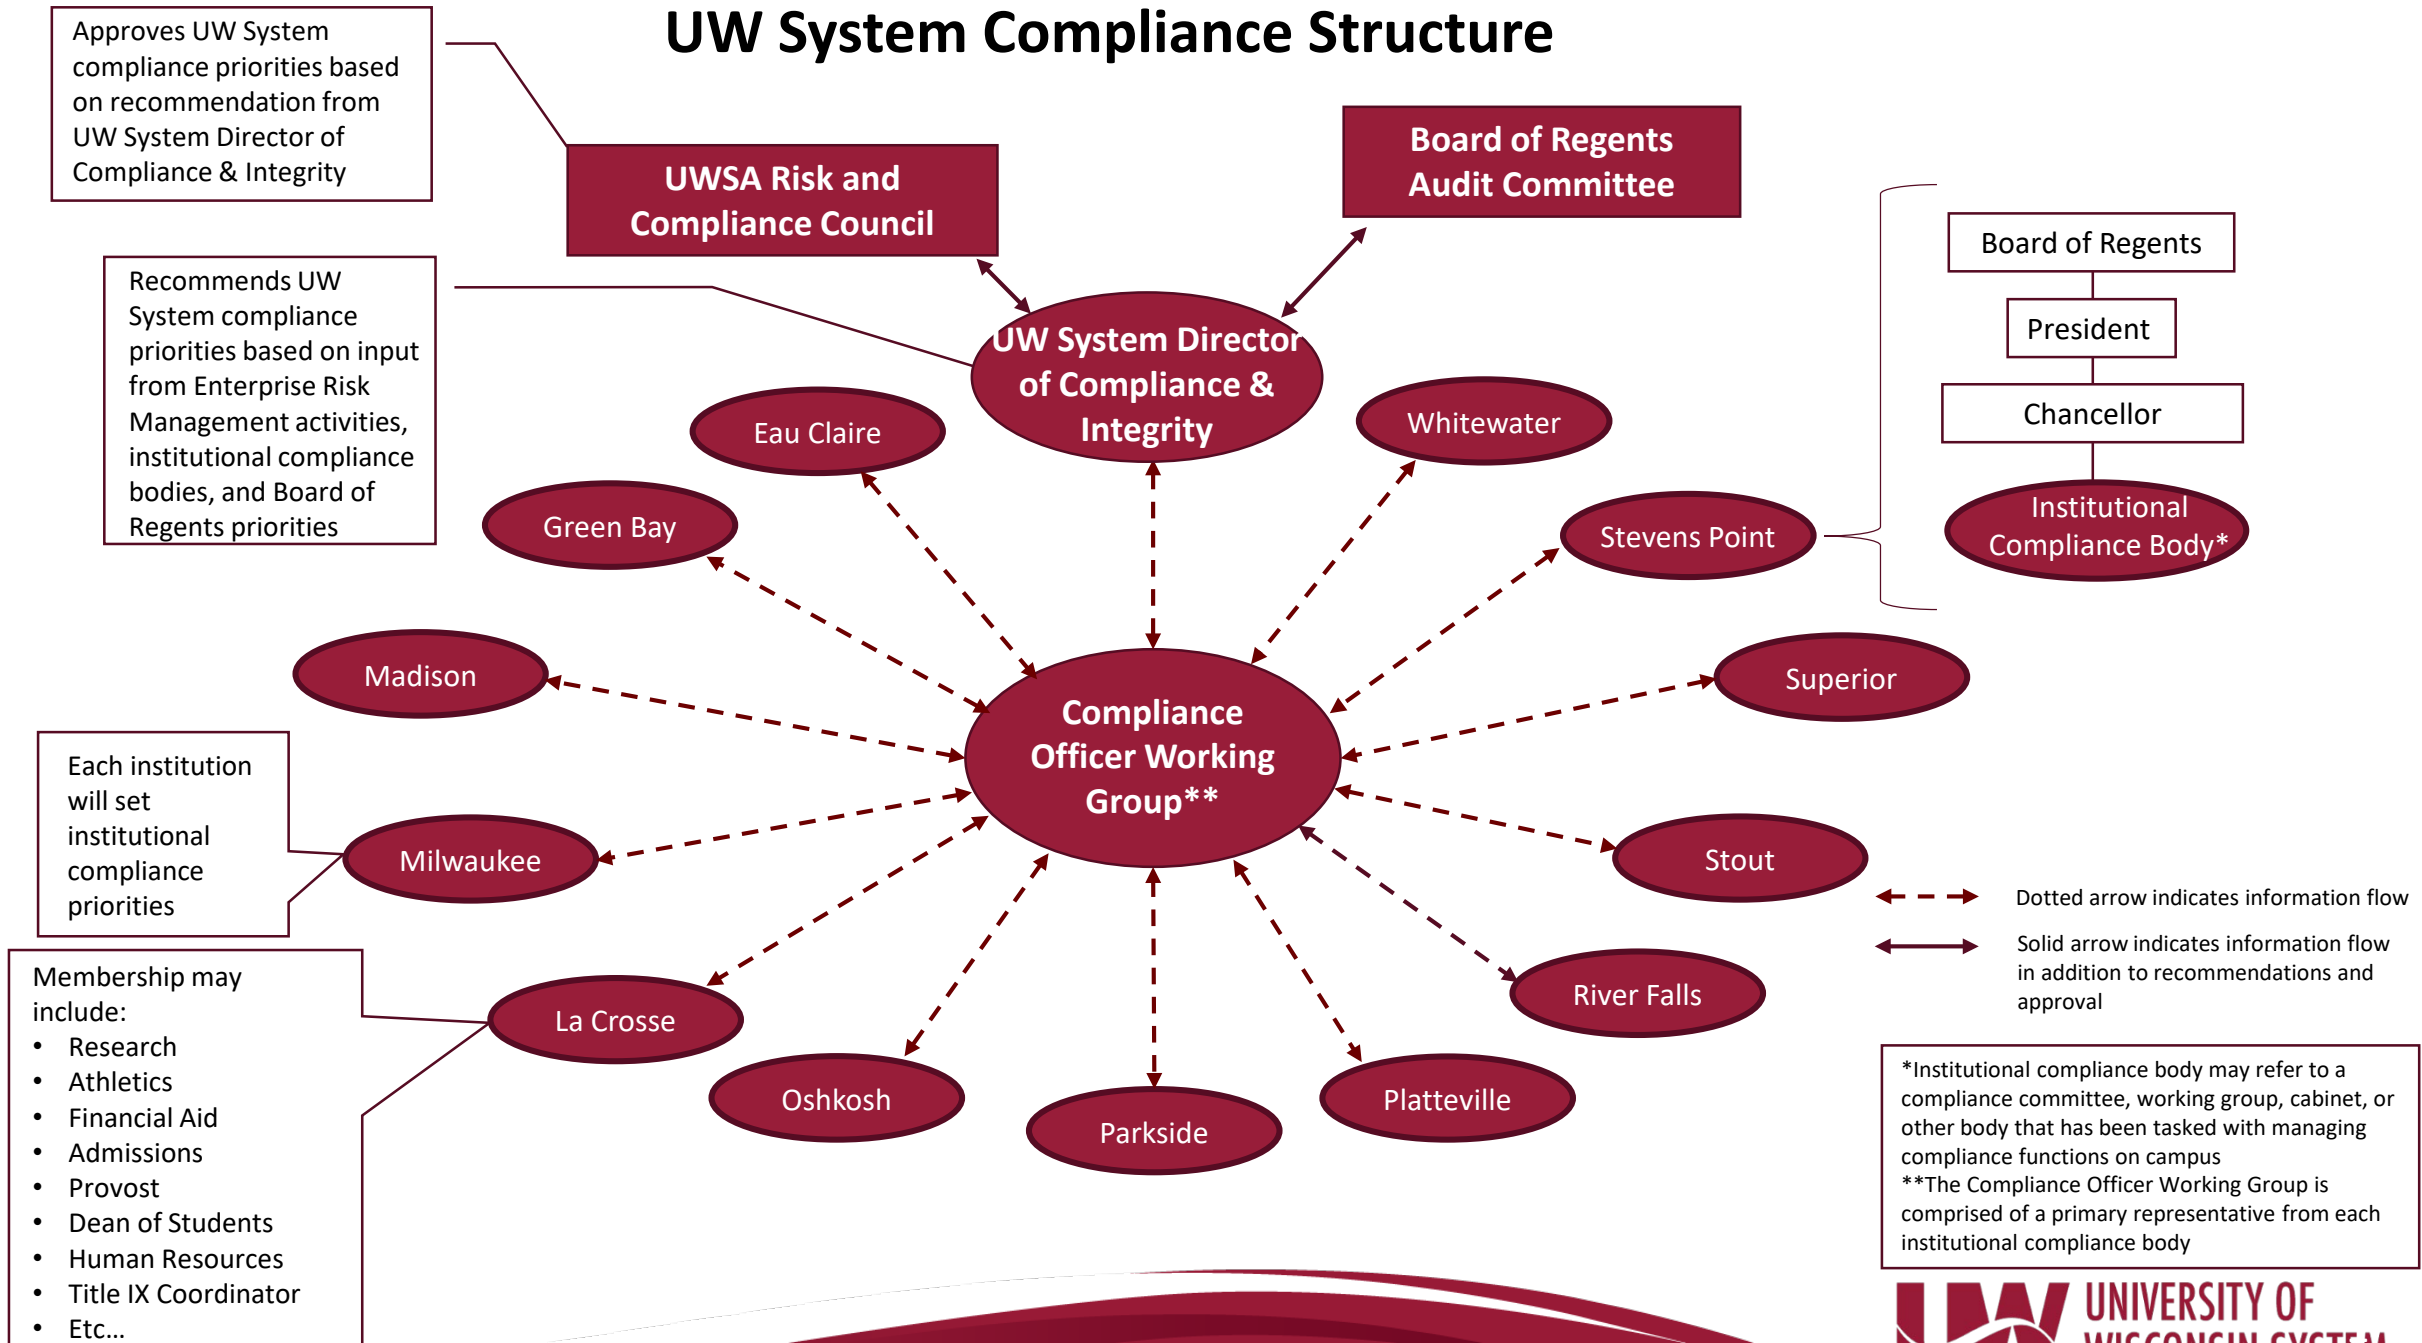 UW System Compliance Structure
Approves UW System
compliance priorities based
on recommendation from
UW System Director of
Compliance & Integrity
UWSA Risk and
Compliance Council
Board of Regents
Audit Committee
Recommends UW
System compliance
priorities based on input
from Enterprise Risk
Management activities,
institutional compliance
bodies, and Board of
Regents priorities
UW System Director
of Compliance &
Integrity
Board of Regents
President
Chancellor
Institutional
Compliance Body*
Eau Claire
Whitewater
Green Bay
Stevens Point
Madison
Superior
Compliance
Officer Working
Group**
Each institution
will set
institutional
compliance
priorities
Milwaukee
Stout
La Crosse
River Falls
Oshkosh
Parkside
Platteville
Dotted arrow indicates information flow
Solid arrow indicates information flow
in addition to recommendations and
approval
Membership may
include:
• Research
• Athletics
• Financial Aid
• Admissions
• Provost
• Dean of Students
• Human Resources
• Title IX Coordinator
• Etc…
*Institutional compliance body may refer to a
compliance committee, working group, cabinet, or
other body that has been tasked with managing
compliance functions on campus
**The Compliance Officer Working Group is
comprised of a primary representative from each
institutional compliance body
UW
UNIVERSITY OF
WISCONSIN SYSTEM